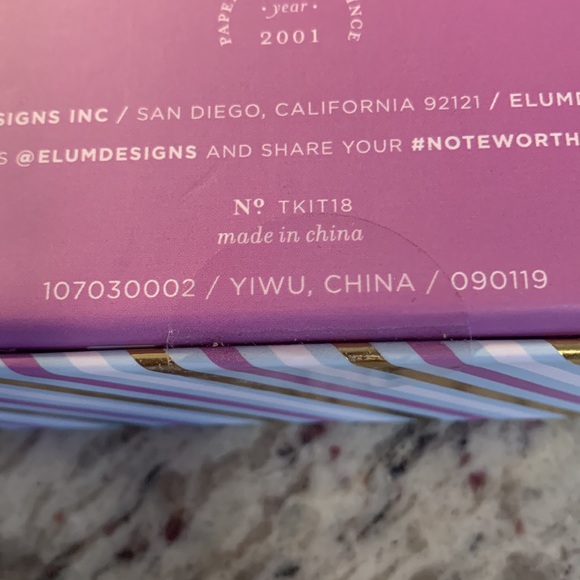 · year ·
2001
SIGNS INC / SAN DIEGO, CALIFORNIA 92121 / ELUM
S @ELUMDESIGNS AND SHARE YOUR #NOTEWORTH
Nº TKIT18
made in china
107030002 / YIWU, CHINA / 090119